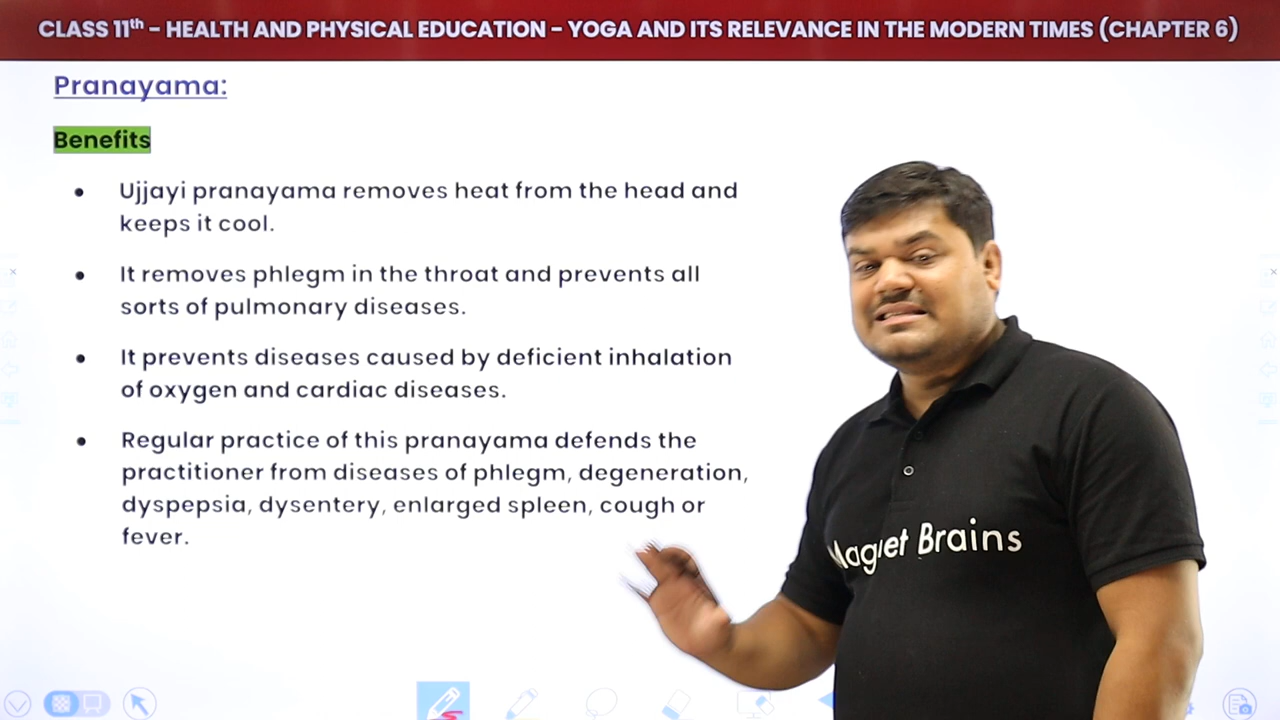 CLASS 11th – HEALTH AND PHYSICAL EDUCATION – YOGA AND ITS RELEVANCE IN THE MODERN TIMES (CHAPTER 6)
Pranayama:
Benefits
• Ujjayi pranayama removes heat from the head and
keeps it cool.
• It removes phlegm in the throat and prevents all
sorts of pulmonary diseases.
• It prevents diseases caused by deficient inhalation
of oxygen and cardiac diseases.
• Regular practice of this pranayama defends the
practitioner from diseases of phlegm, degeneration,
dyspepsia, dysentery, enlarged spleen, cough or
fever.
Magnet Brains